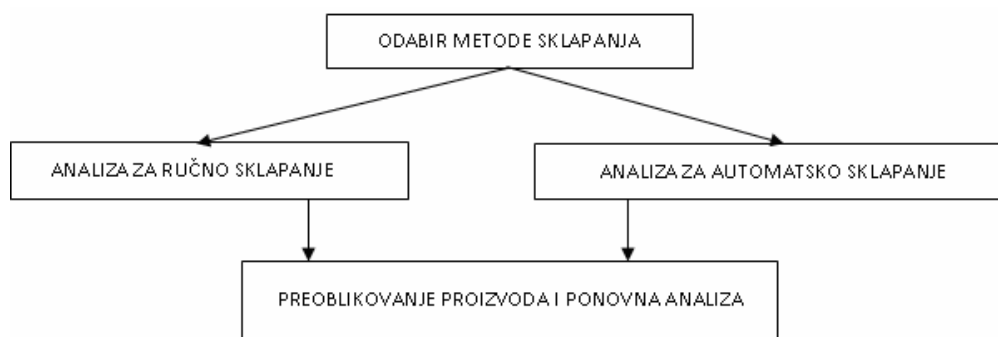 ODABIR METODE SKLAPANJA
ANALIZA ZA RUČNO SKLAPANJE
ANALIZA ZA AUTOMATSKO SKLAPANJE
PREOBLIKOVANJE PROIZVODA I PONOVNA ANALIZA